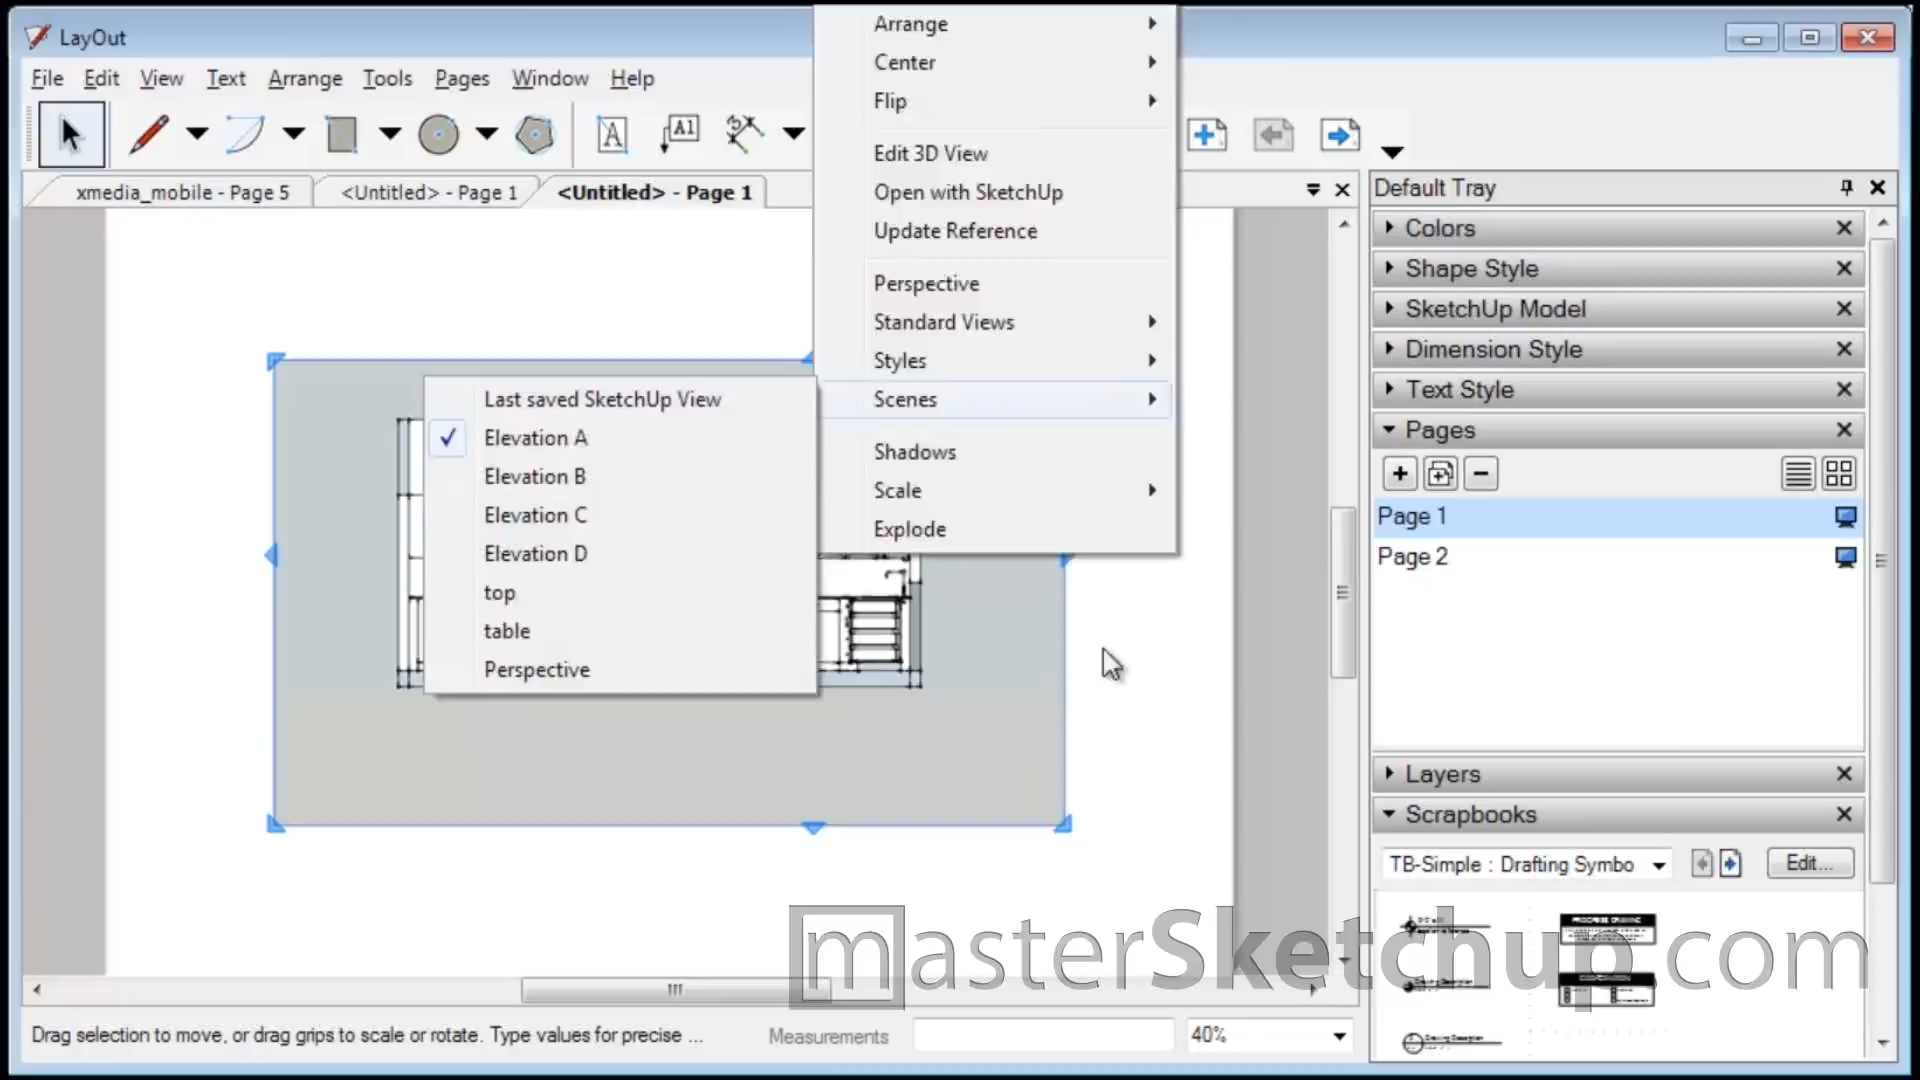 LayOut
File Edit View Text Arrange Tools Pages Window Help
A
A1
xmedia_mobile - Page 5
<Untitled> - Page 1
<Untitled> - Page 1
Arrange
Center
Flip
Edit 3D View
Open with SketchUp
Update Reference
Perspective
Standard Views
Styles
Scenes
Shadows
Scale
Explode
Last saved SketchUp View
Elevation A
Elevation B
Elevation C
Elevation D
top
table
Perspective
Default Tray
Colors
Shape Style
SketchUp Model
Dimension Style
Text Style
Pages
Page 1
Page 2
Layers
Scrapbooks
TB-Simple : Drafting Symbo
Edit...
masterSketchup.com
Drag selection to move, or drag grips to scale or rotate. Type values for precise ...
Measurements
40%